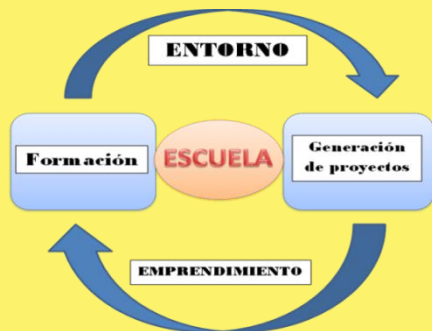 ENTORNO
Formación
ESCUELA
Generación
de proyectos
EMPRENDIMIENTO